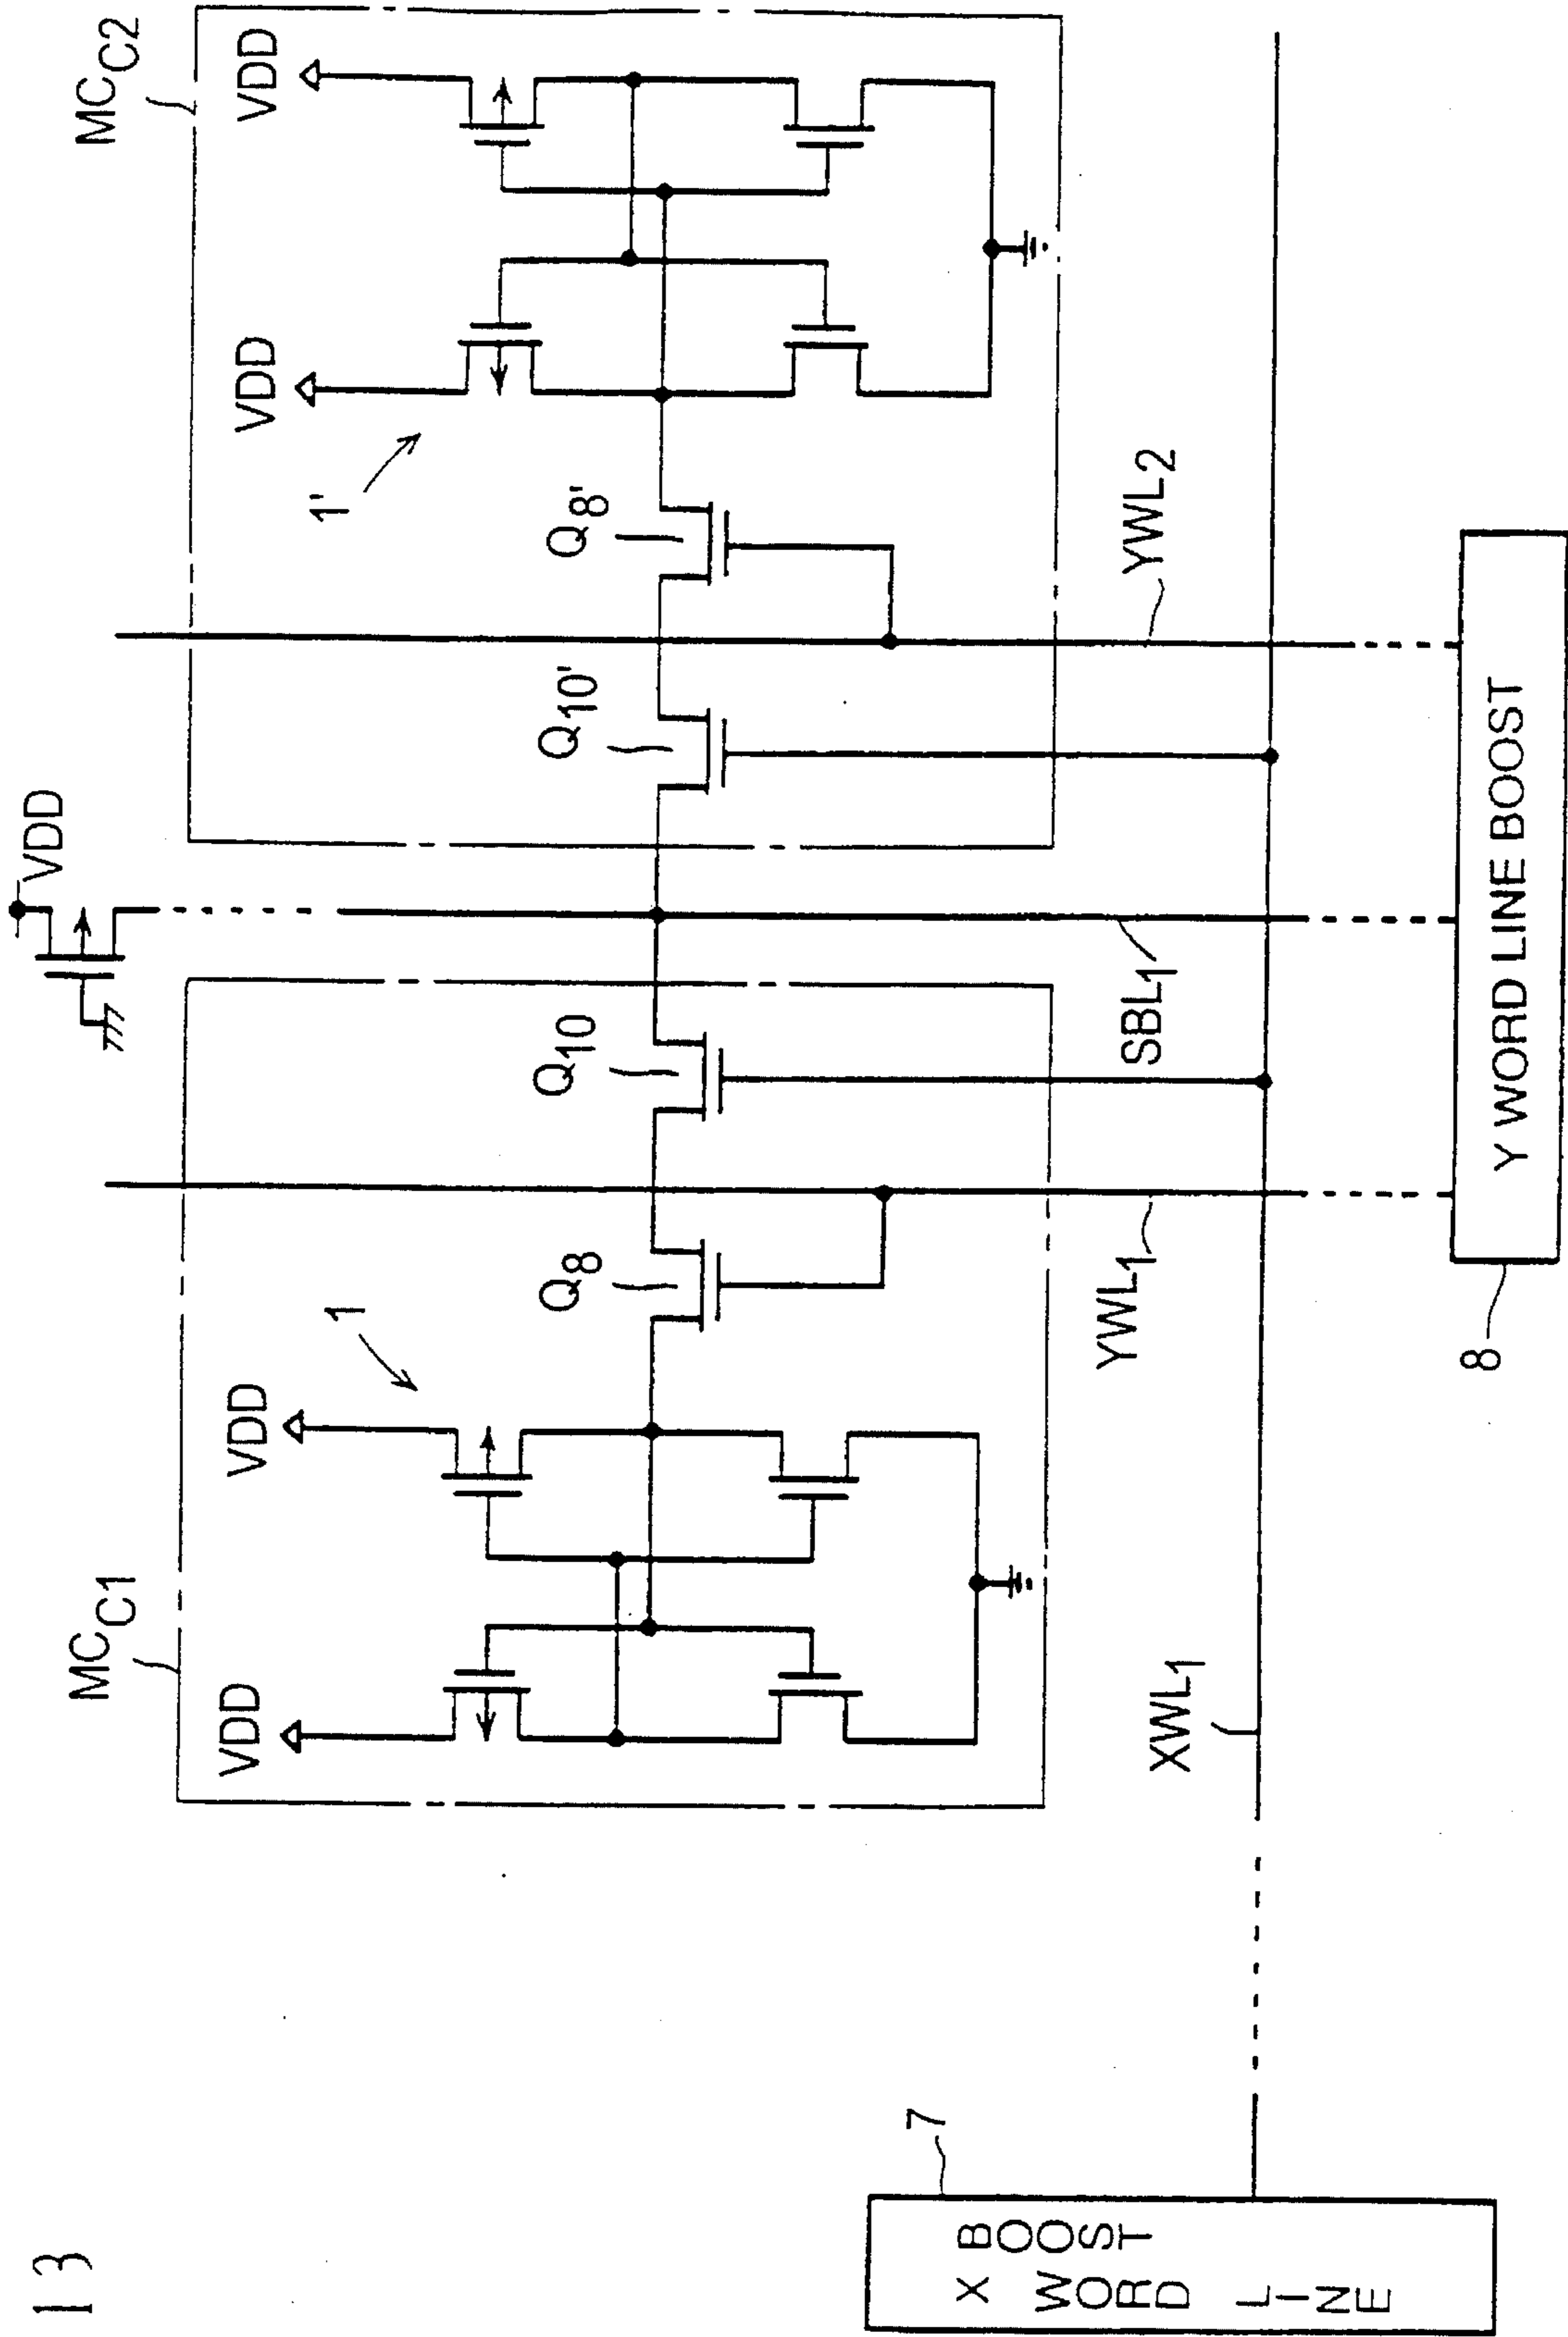 13
MCC1
MCC2
VDD
VDD
VDD
VDD
VDD
1
1'
Q8
Q10
Q10'
Q8'
XWL1
YWL1
SBL1
YWL2
7
X BOOST
WORD LINE
8
Y WORD LINE BOOST